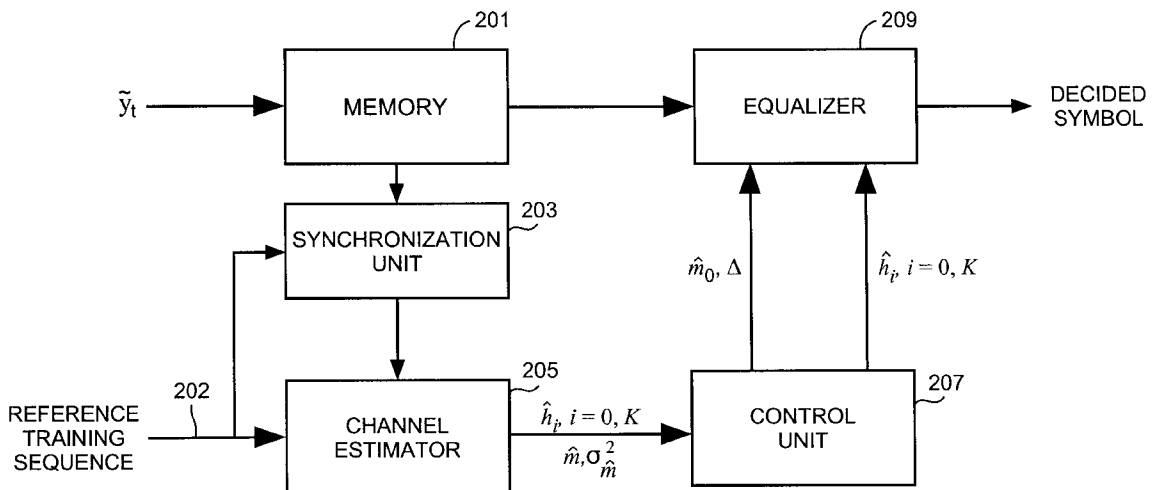 201
209
ỹt
MEMORY
EQUALIZER
DECIDED
SYMBOL
203
SYNCHRONIZATION
UNIT
m̂0, Δ
ĥi, i = 0, K
202
205
207
REFERENCE
TRAINING
SEQUENCE
CHANNEL
ESTIMATOR
ĥi, i = 0, K
m̂,σ²m̂
CONTROL
UNIT